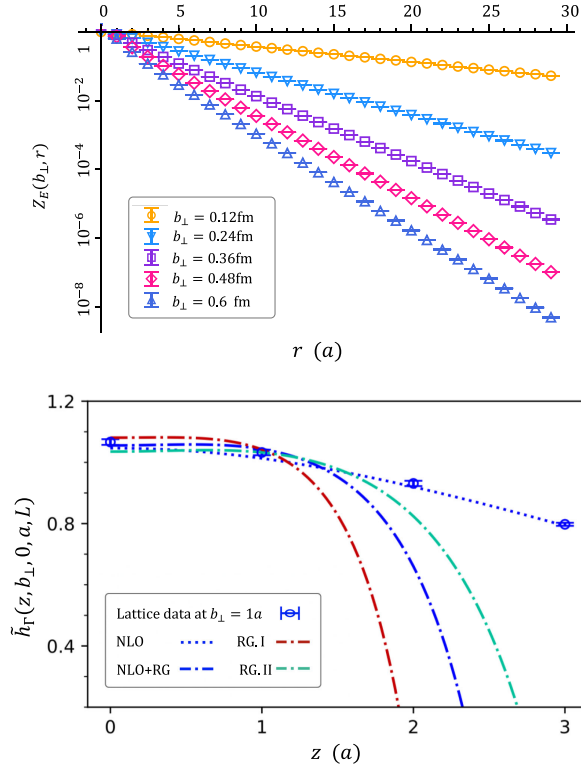 0 5 10 15 20 25 30
1
10⁻²
10⁻⁴
10⁻⁶
10⁻⁸
Z_E(b_⊥, r)
b_⊥ = 0.12fm
b_⊥ = 0.24fm
b_⊥ = 0.36fm
b_⊥ = 0.48fm
b_⊥ = 0.6 fm
r (a)
1.2
0.8
0.4
h̃_Γ(z, b_⊥, 0, a, L)
Lattice data at b_⊥ = 1a
NLO RG. I
NLO+RG RG. II
0 1 2 3
z (a)